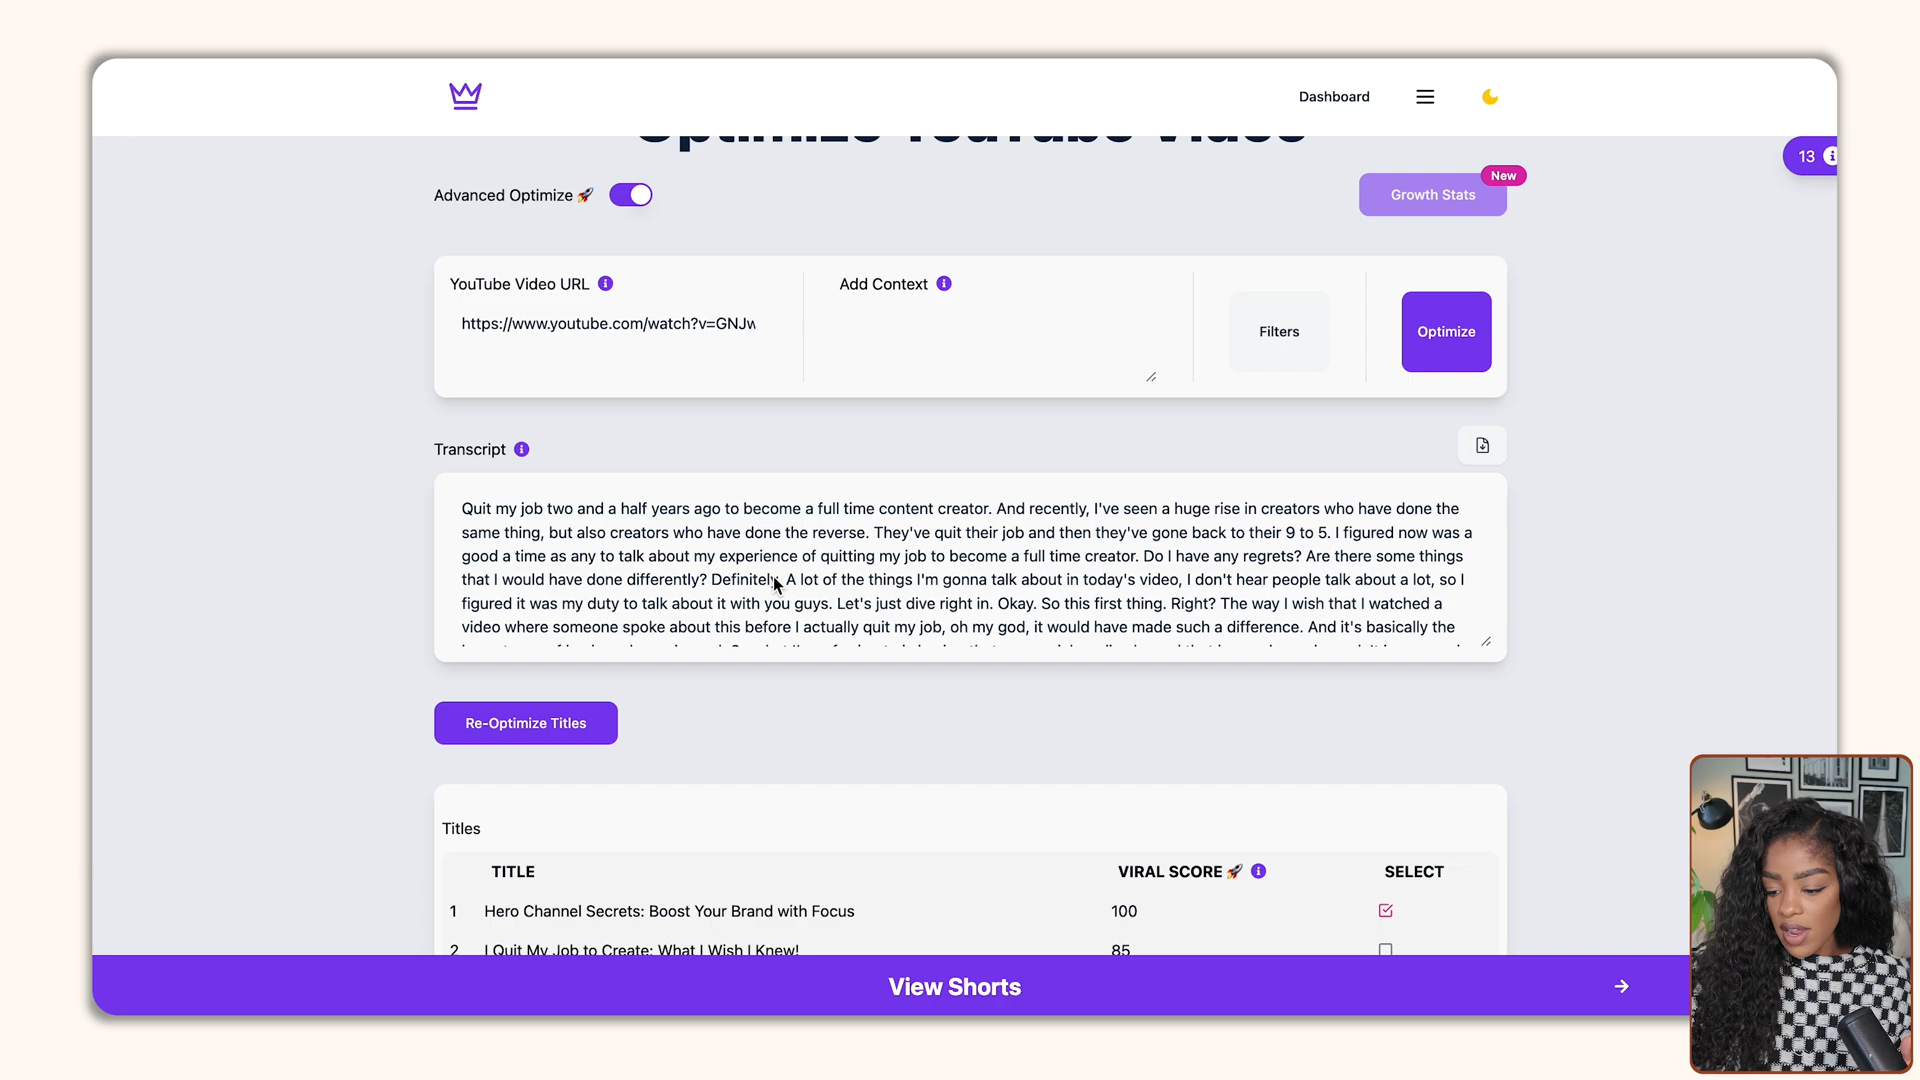 Dashboard
Optimize YouTube Video
13
Advanced Optimize 🚀
New
Growth Stats
YouTube Video URL
Add Context
https://www.youtube.com/watch?v=GNJw
Filters
Optimize
Transcript
Quit my job two and a half years ago to become a full time content creator. And recently, I've seen a huge rise in creators who have done the
same thing, but also creators who have done the reverse. They've quit their job and then they've gone back to their 9 to 5. I figured now was a
good a time as any to talk about my experience of quitting my job to become a full time creator. Do I have any regrets? Are there some things
that I would have done differently? Definitely. A lot of the things I'm gonna talk about in today's video, I don't hear people talk about a lot, so I
figured it was my duty to talk about it with you guys. Let's just dive right in. Okay. So this first thing. Right? The way I wish that I watched a
video where someone spoke about this before I actually quit my job, oh my god, it would have made such a difference. And it's basically the
Re-Optimize Titles
Titles
TITLE VIRAL SCORE 🚀 SELECT
1 Hero Channel Secrets: Boost Your Brand with Focus 100
2 I Quit My Job to Create: What I Wish I Knew! 85
View Shorts →